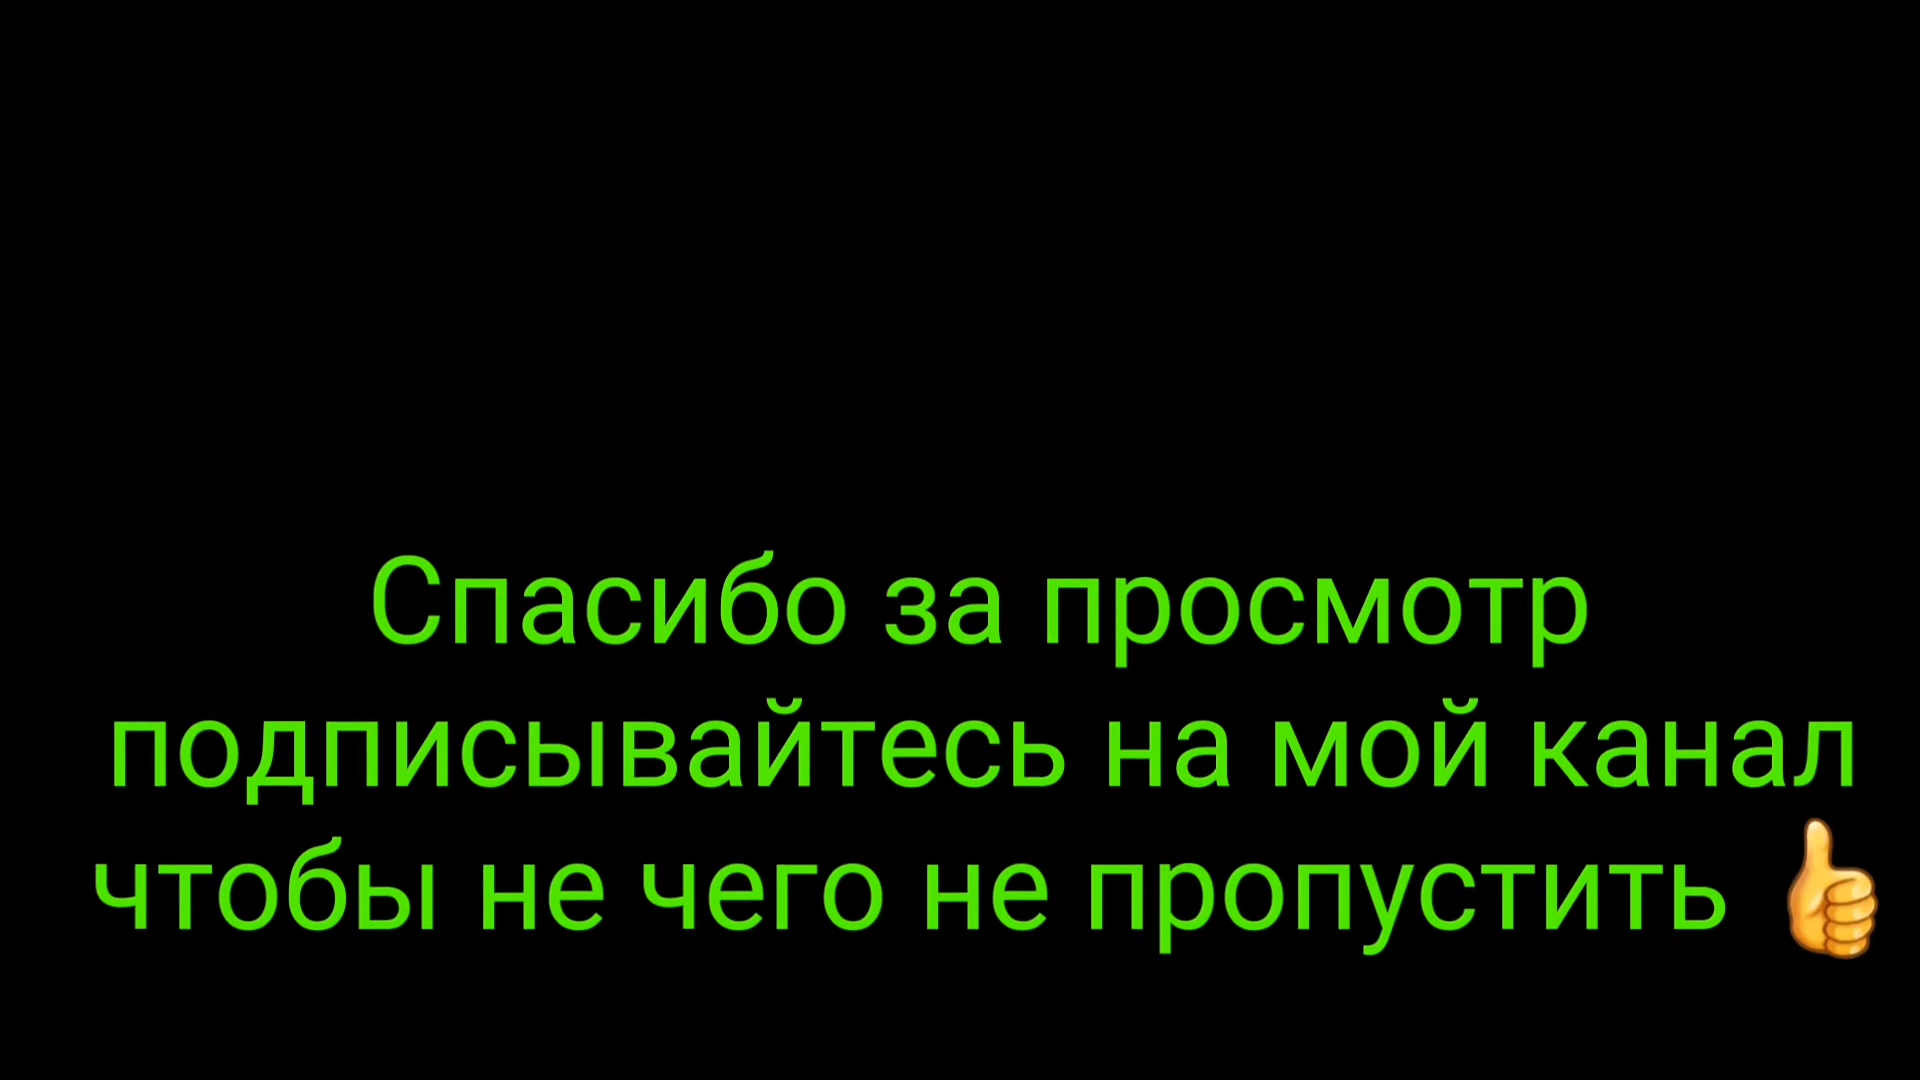 Спасибо за просмотр
подписывайтесь на мой канал
чтобы не чего не пропустить 👍